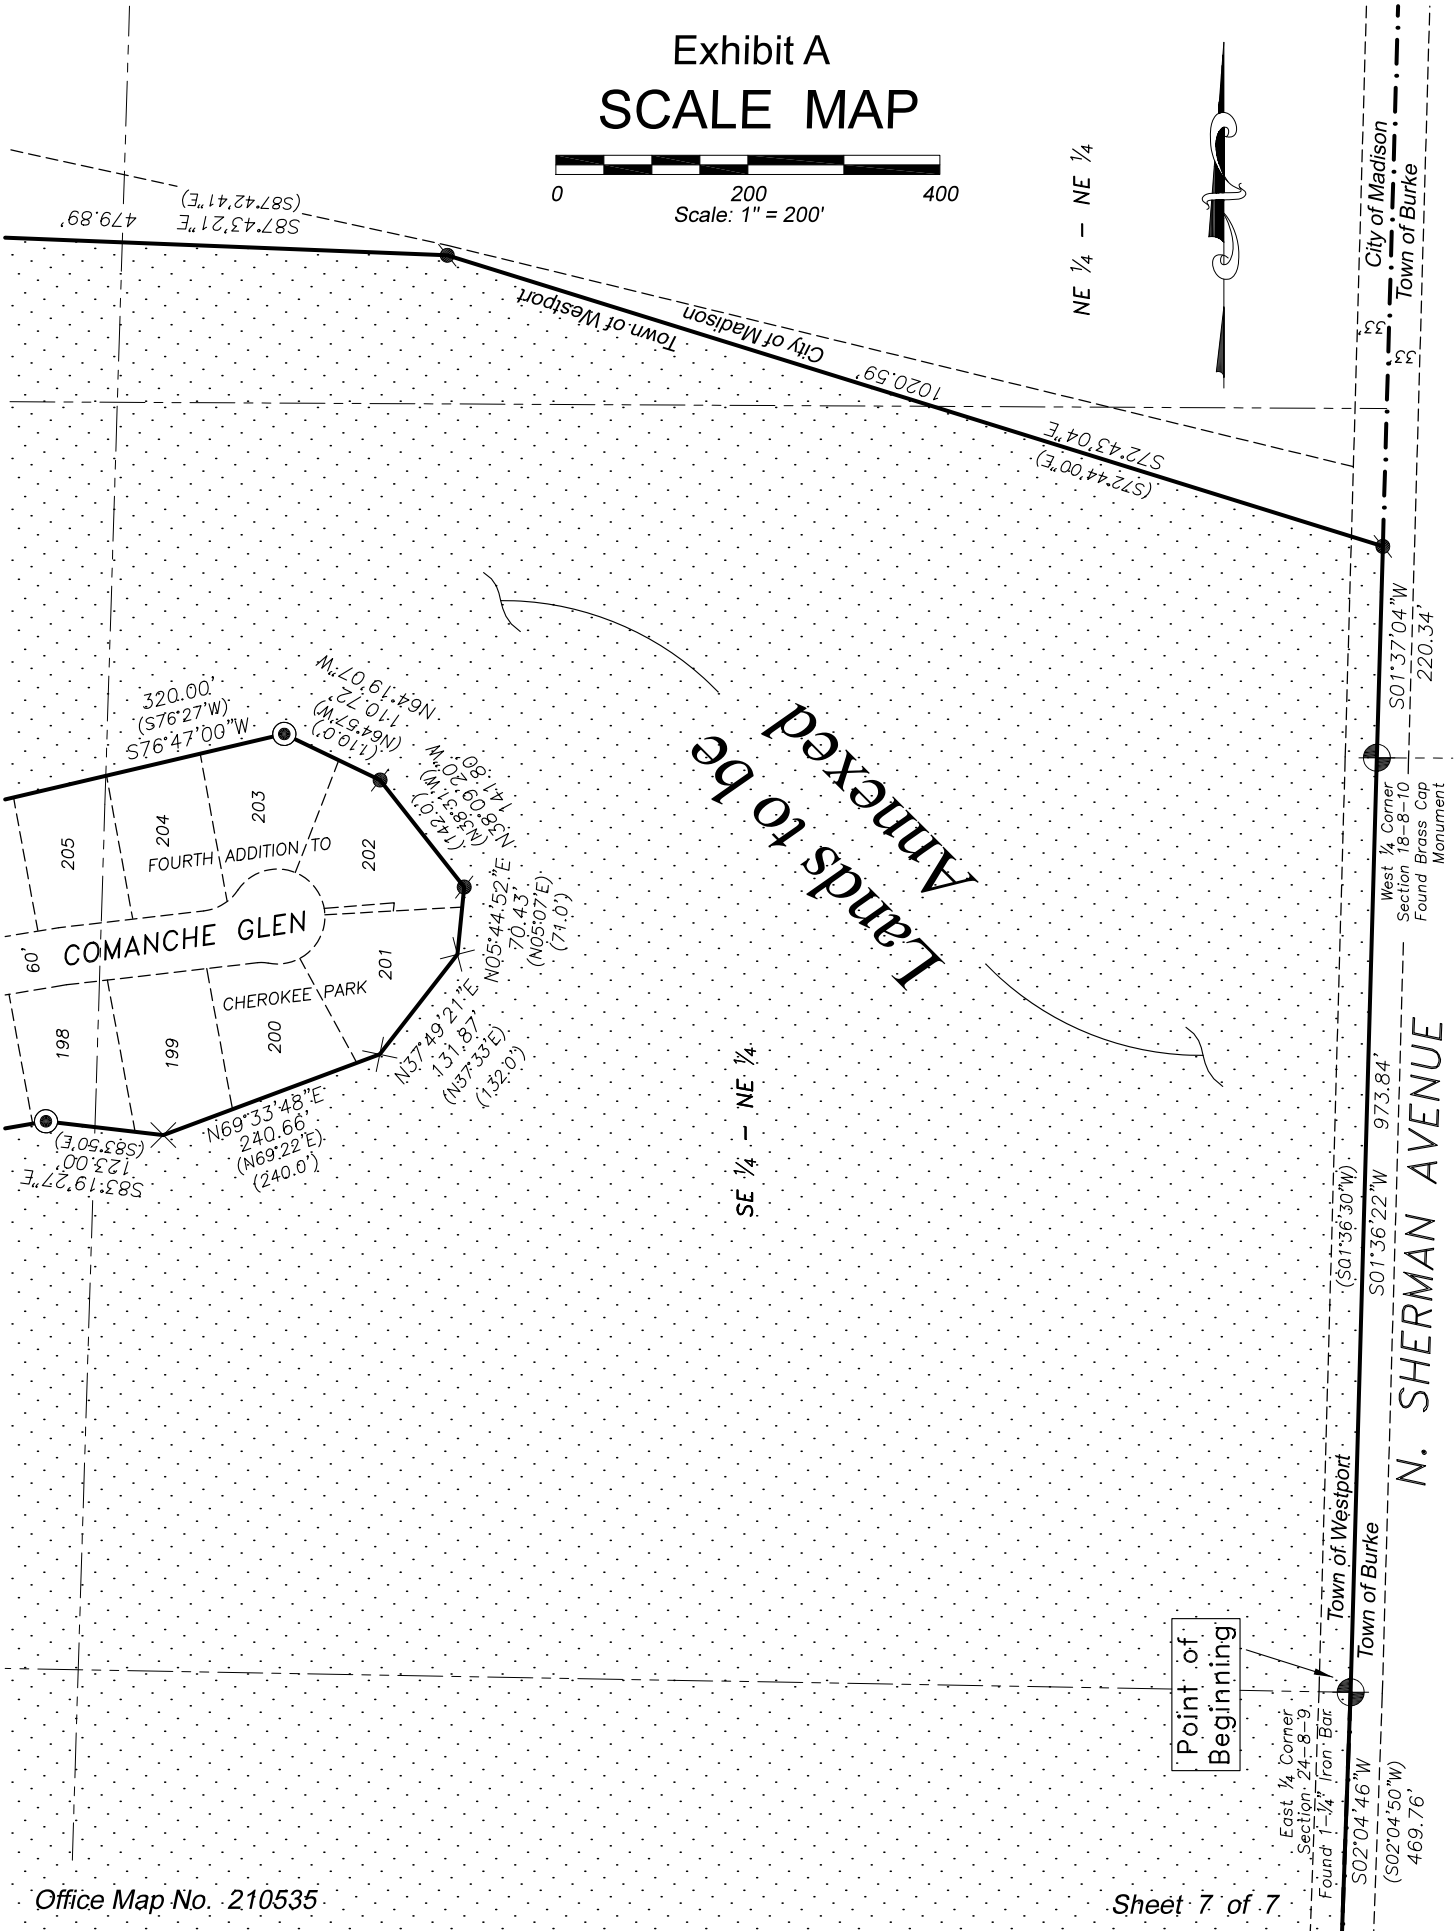 Exhibit A
SCALE MAP
0 200 400
Scale: 1" = 200'
NE 1/4 - NE 1/4
City of Madison
Town of Burke
33'
33'
(S87°42'41"E)
S87°43'21"E
479.89'
Town of Westport
City of Madison
1020.59'
S72°43'04"E
(S72°44'00"E)
S01°37'04"W
220.34'
West 1/4 Corner
Section 18-8-10
Found Brass Cap
Monument
320.00'
(S76°27'W)
S76°47'00"W
N64°19'07"W
110.72'
(N64°57'W)
(110.0')
N38°09'20"W
141.80'
(N38°31'W)
(142.0')
N05°44'52"E
70.43'
(N05°07'E)
(71.0')
N37°49'21"E
131.87'
(N37°33'E)
(132.0')
N69°33'48"E
240.66'
(N69°22'E)
(240.0')
S83°19'27"E
123.00'
(S83°50'E)
205
204
203
202
201
200
199
198
FOURTH ADDITION TO
COMANCHE GLEN
60'
CHEROKEE PARK
Lands to be
Annexed
SE 1/4 - NE 1/4
973.84'
(S01°36'30"W)
S01°36'22"W
N. SHERMAN AVENUE
Town of Westport
Town of Burke
Point of
Beginning
East 1/4 Corner
Section 24-8-9
Found 1-1/4" Iron Bar
S02°04'46"W
(S02°04'50"W)
469.76'
Office Map No. 210535
Sheet 7 of 7